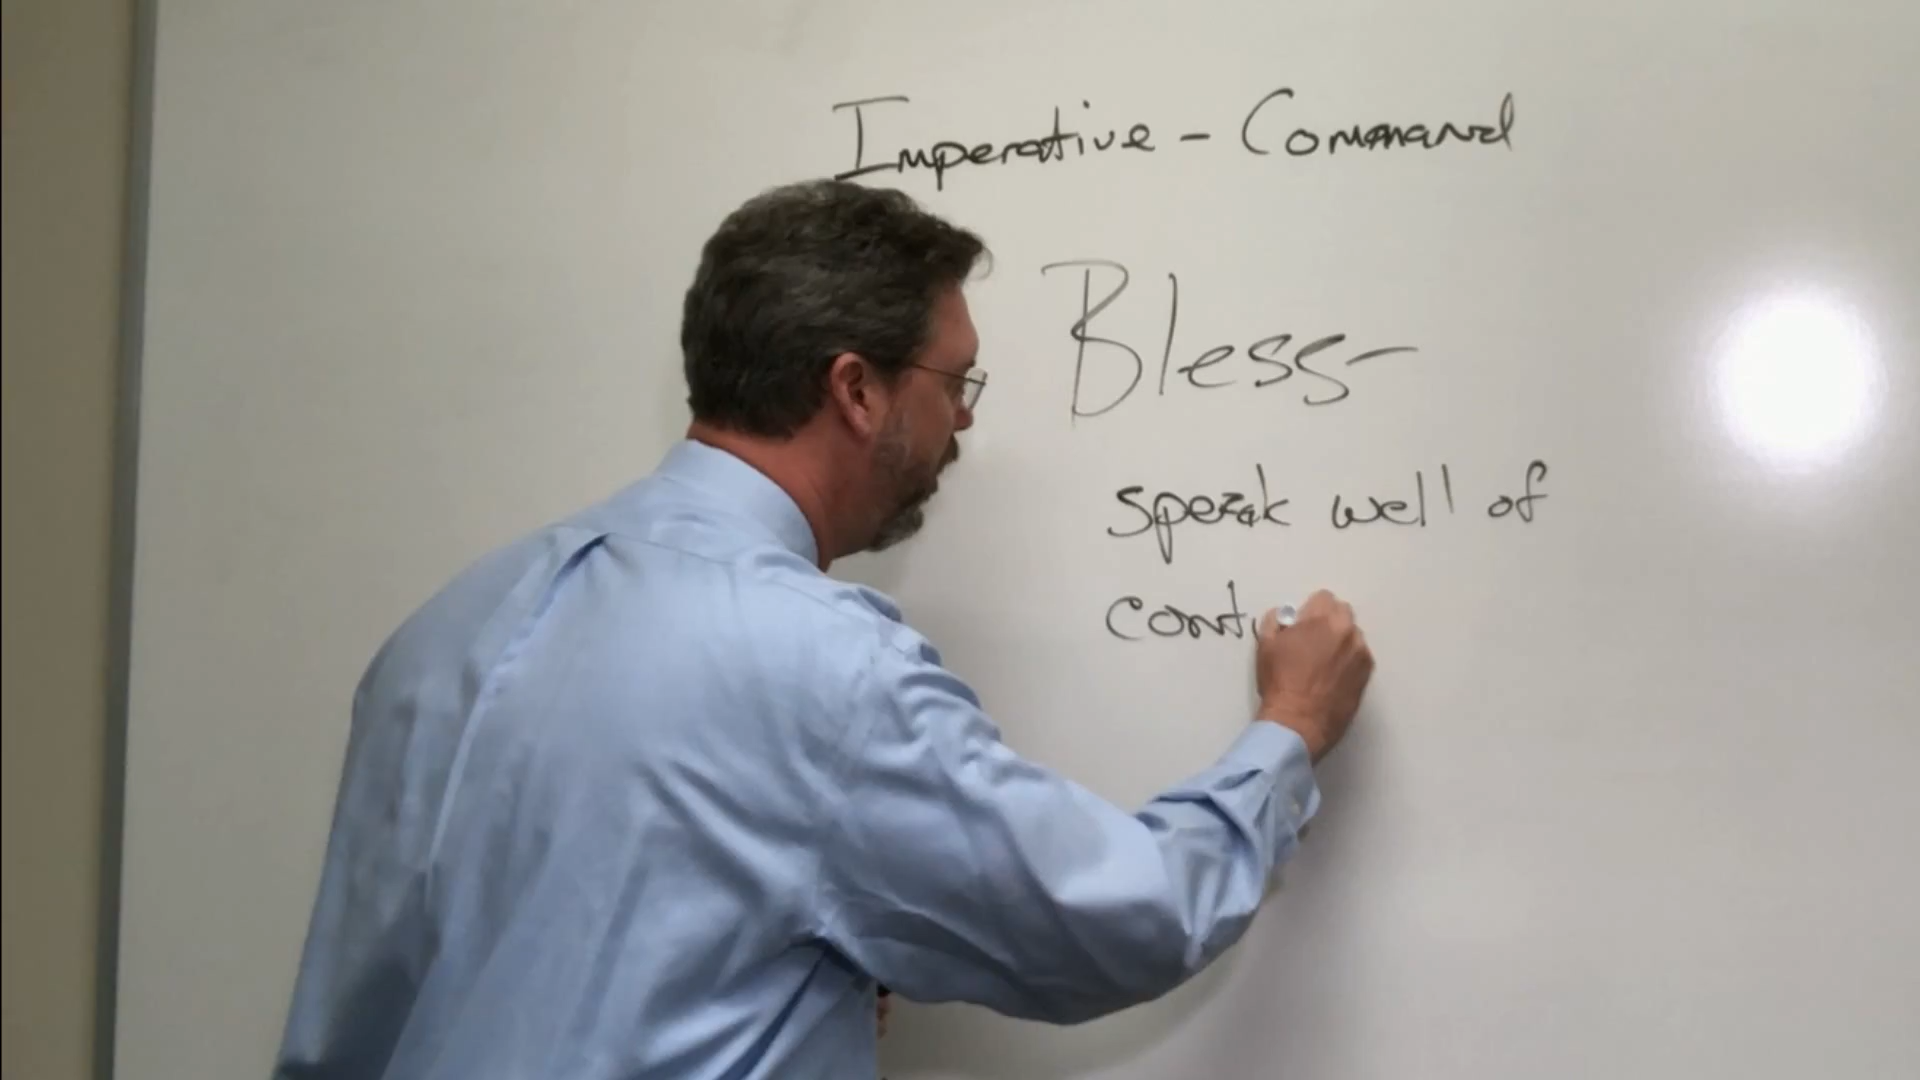 Imperative - Command
Bless-
speak well of